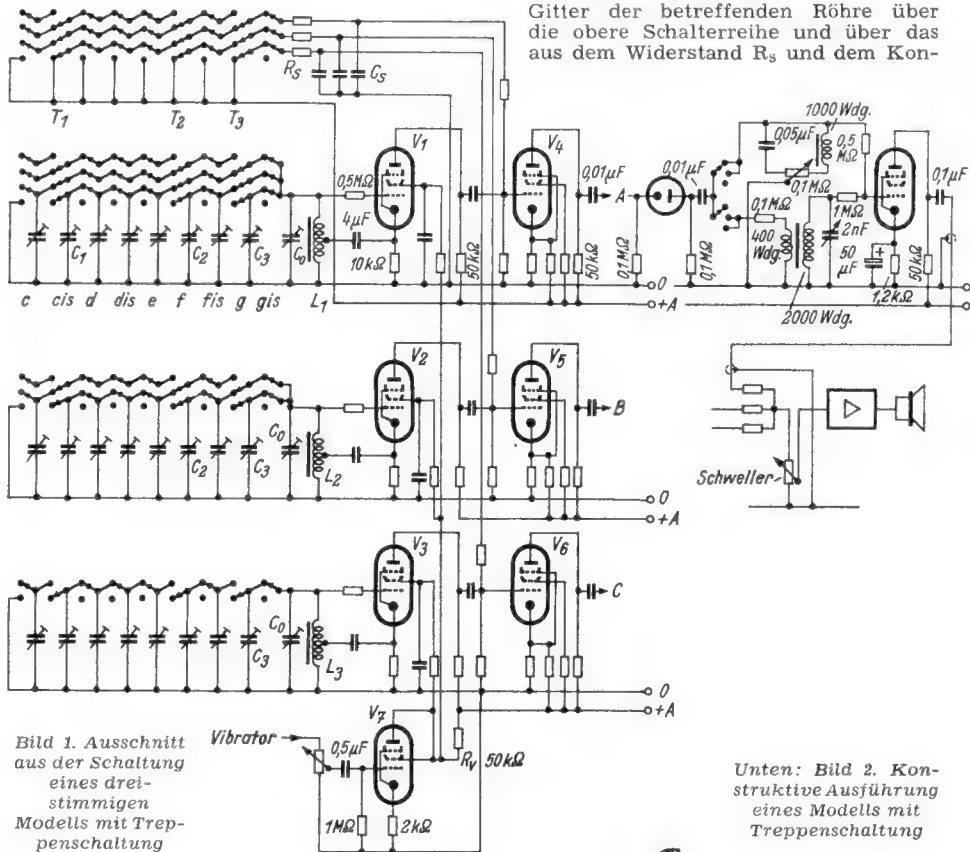 Gitter der betreffenden Röhre über
die obere Schalterreihe und über das
aus dem Widerstand Rs und dem Kon-
Rs
Cs
T1 T2 T3
V1
V4
0,01µF
A
0,01µF
0,05µF
1000 Wdg.
0,5
MΩ
0,1MΩ
0,1µF
0,5MΩ
4µF
10kΩ
50kΩ
50kΩ
0,1MΩ
0,1MΩ
0,1MΩ
400
Wdg.
1MΩ
2nF
50
µF
50kΩ
1,2kΩ
2000 Wdg.
C1 C2 C3 C0
c cis d dis e f fis g gis L1
0
+A
V2
V5
B
C0
C2 C3 L2
0
+A
Schweller
V3
V6
C
C0
C3 L3
0
+A
V7
Vibrator
0,5µF
Rv 50kΩ
1MΩ 2kΩ
Bild 1. Ausschnitt
aus der Schaltung
eines drei-
stimmigen
Modells mit Trep-
penschaltung
Unten: Bild 2. Kon-
struktive Ausführung
eines Modells mit
Treppenschaltung